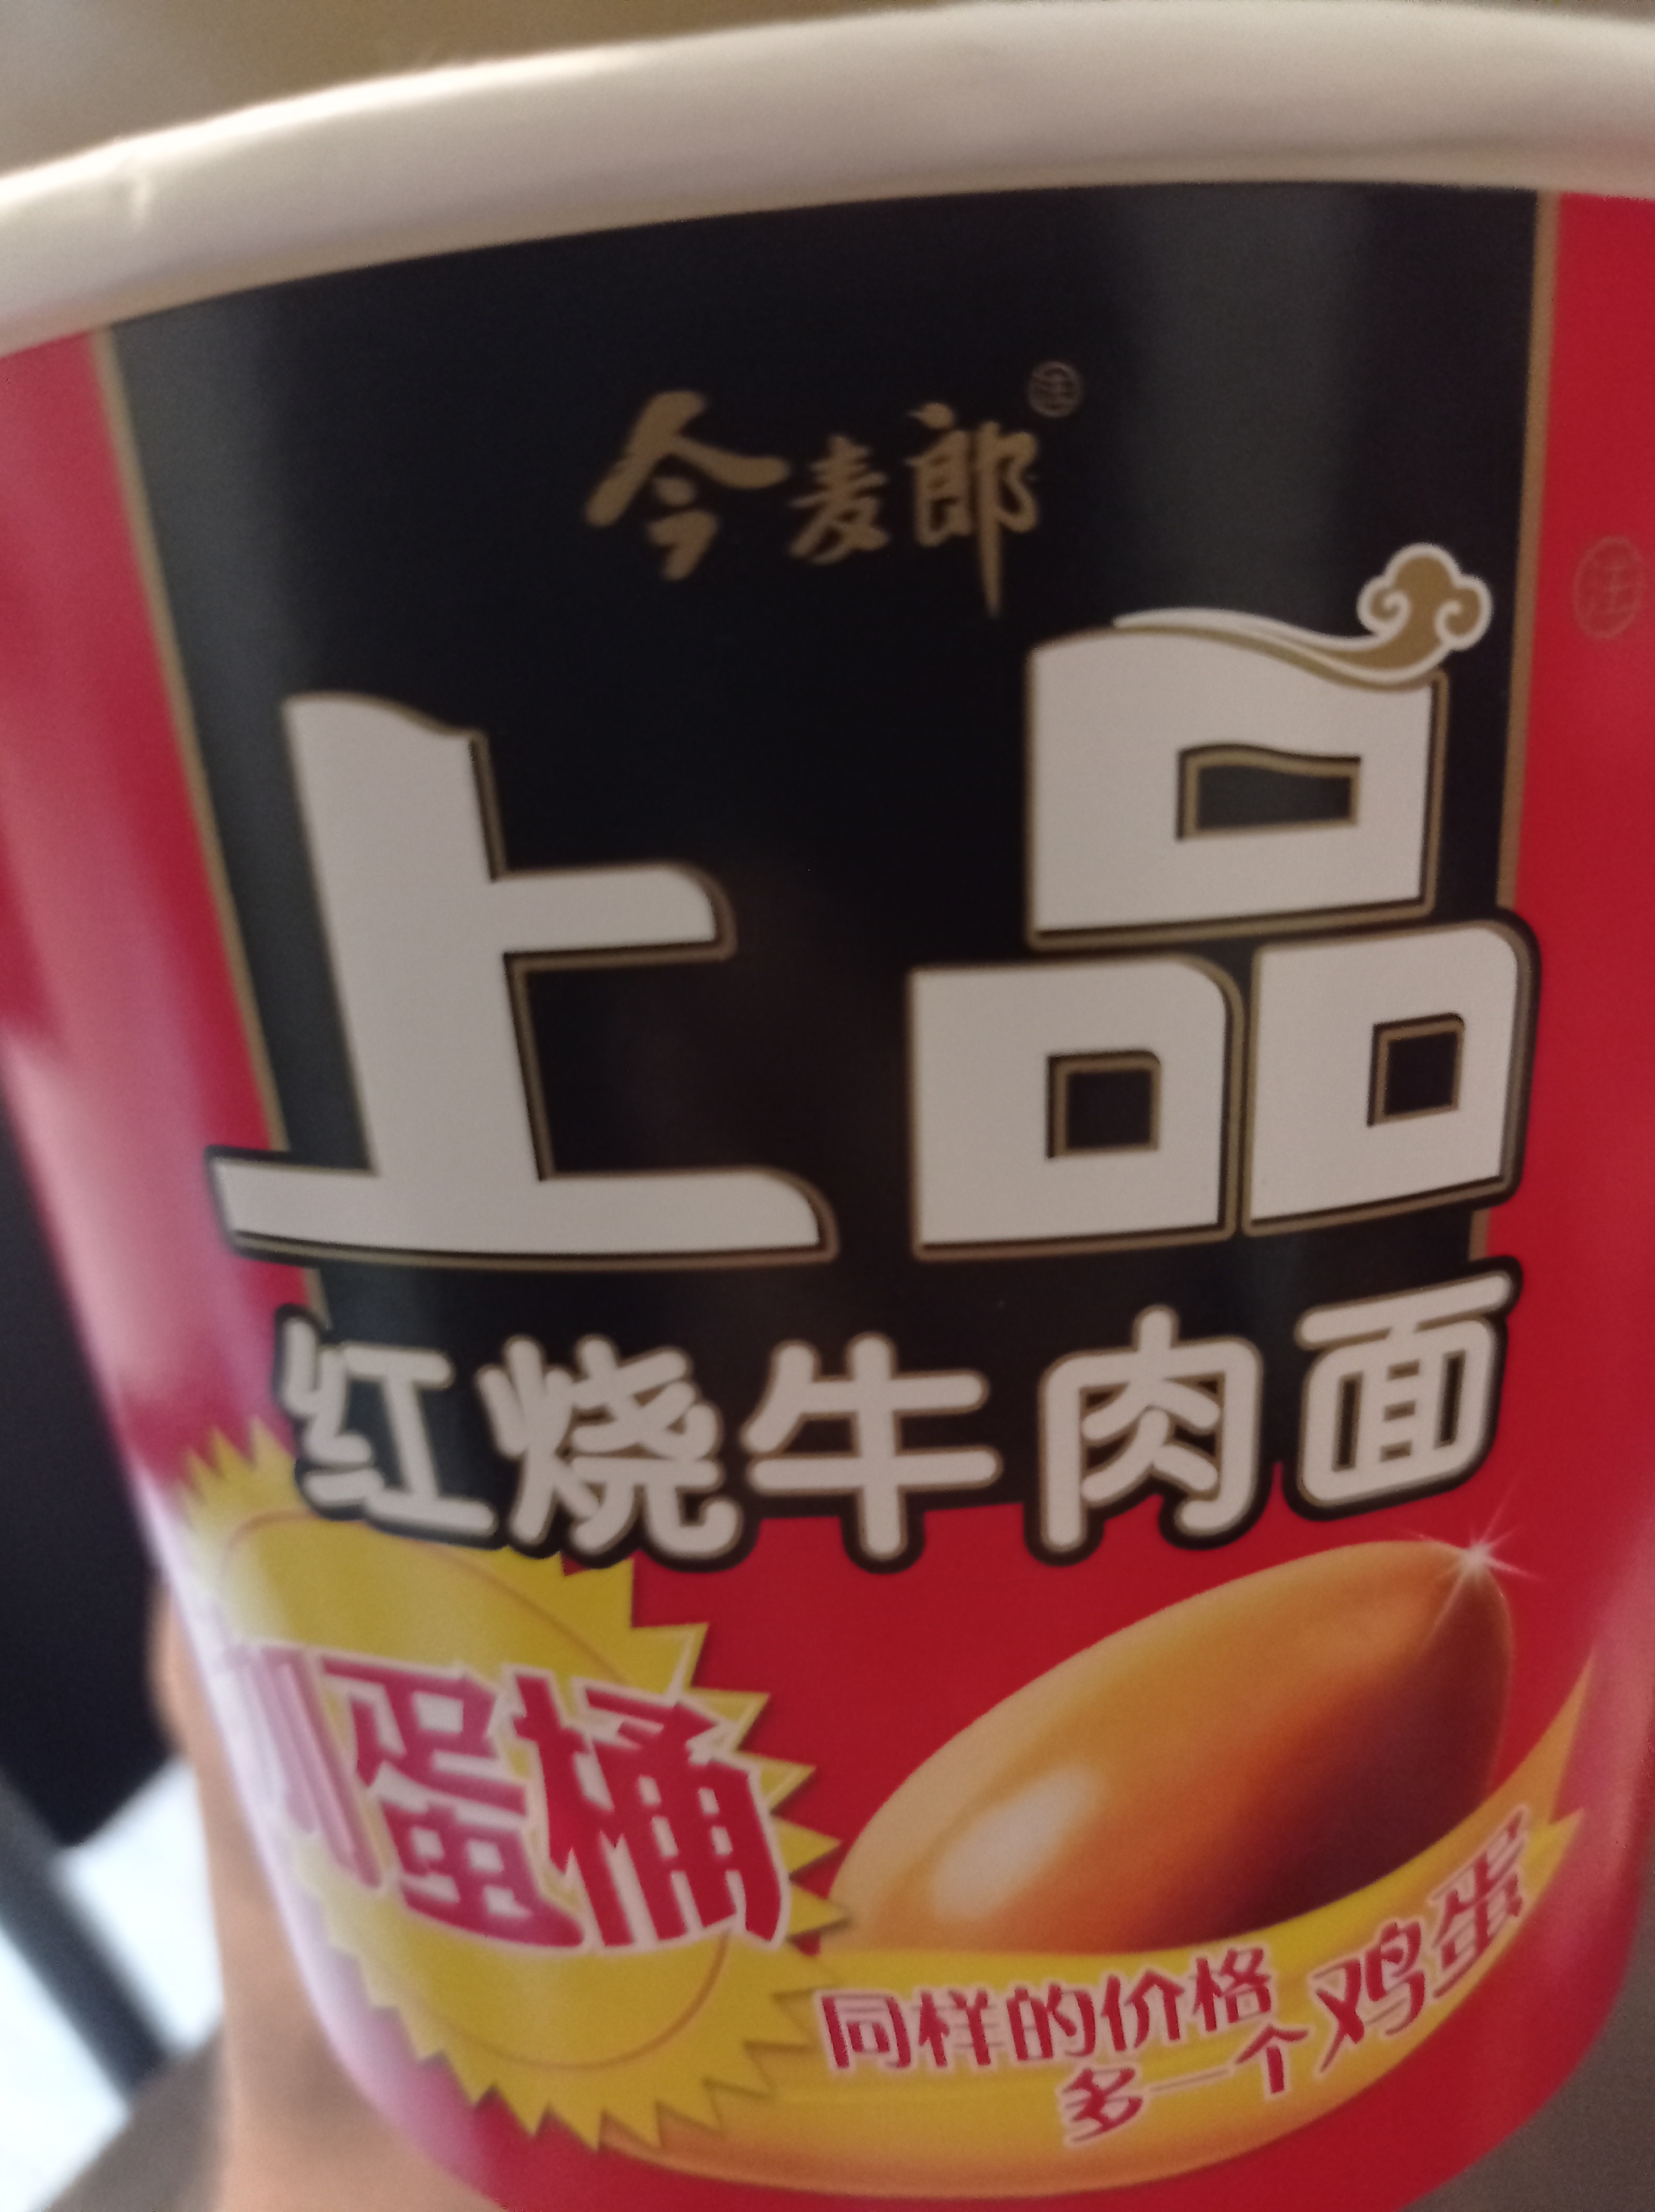 今麦郎
上品
红烧牛肉面
蛋桶
同样的价格
多一个鸡蛋